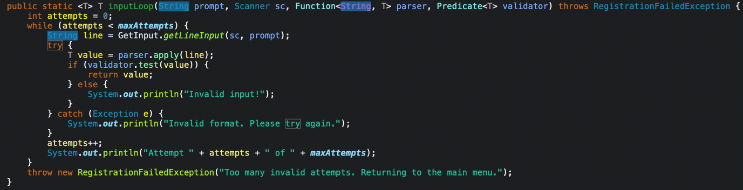 public static <T> T inputLoop(String prompt, Scanner sc, Function<String, T> parser, Predicate<T> validator) throws RegistrationFailedException {
    int attempts = 0;
    while (attempts < maxAttempts) {
        String line = GetInput.getLineInput(sc, prompt);
        try {
            T value = parser.apply(line);
            if (validator.test(value)) {
                return value;
            } else {
                System.out.println("Invalid input!");
            }
        } catch (Exception e) {
            System.out.println("Invalid format. Please try again.");
        }
        attempts++;
        System.out.println("Attempt " + attempts + " of " + maxAttempts);
    }
    throw new RegistrationFailedException("Too many invalid attempts. Returning to the main menu.");
}